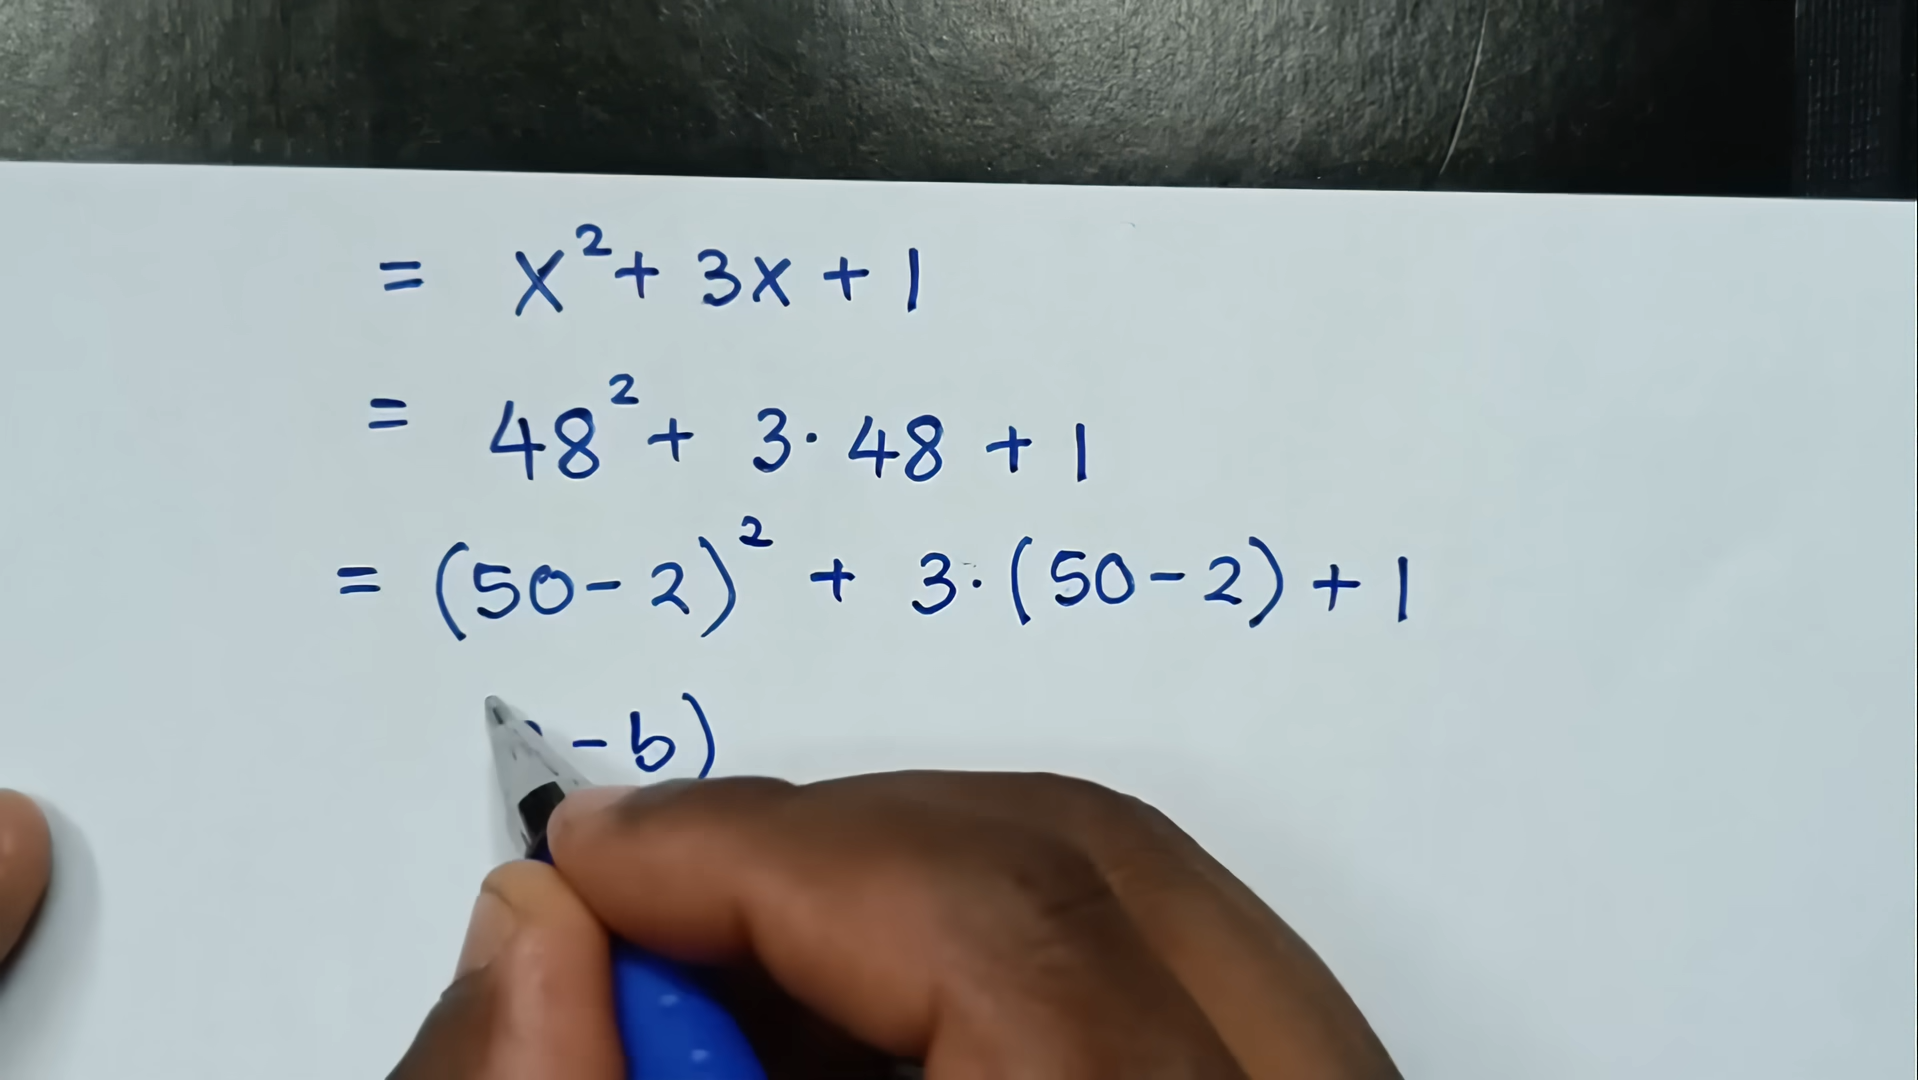 = x² + 3x + 1
= 48² + 3·48 + 1
= (50-2)² + 3·(50-2) + 1
-b)